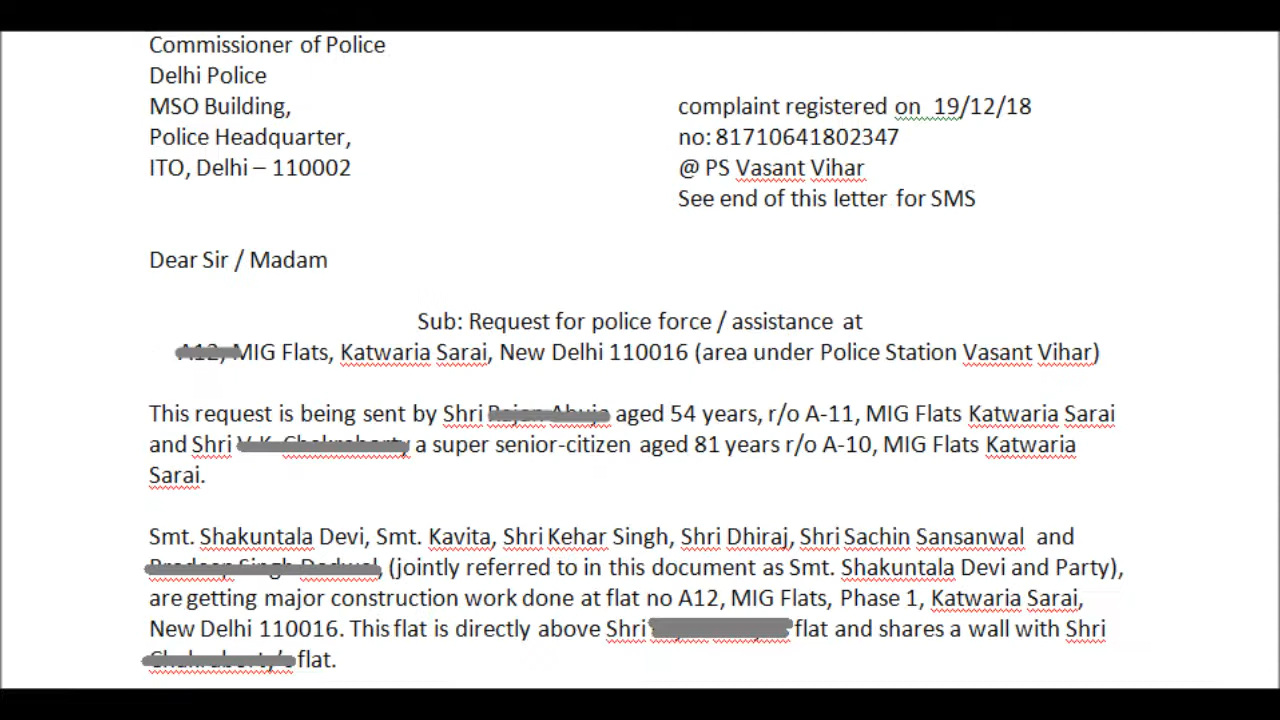 Commissioner of Police
Delhi Police
MSO Building,
Police Headquarter,
ITO, Delhi – 110002
complaint registered on 19/12/18
no: 81710641802347
@ PS Vasant Vihar
See end of this letter for SMS
Dear Sir / Madam
Sub: Request for police force / assistance at
MIG Flats, Katwaria Sarai, New Delhi 110016 (area under Police Station Vasant Vihar)
This request is being sent by Shri aged 54 years, r/o A-11, MIG Flats Katwaria Sarai
and Shri a super senior-citizen aged 81 years r/o A-10, MIG Flats Katwaria
Sarai.
Smt. Shakuntala Devi, Smt. Kavita, Shri Kehar Singh, Shri Dhiraj, Shri Sachin Sansanwal and
(jointly referred to in this document as Smt. Shakuntala Devi and Party),
are getting major construction work done at flat no A12, MIG Flats, Phase 1, Katwaria Sarai,
New Delhi 110016. This flat is directly above Shri flat and shares a wall with Shri
flat.